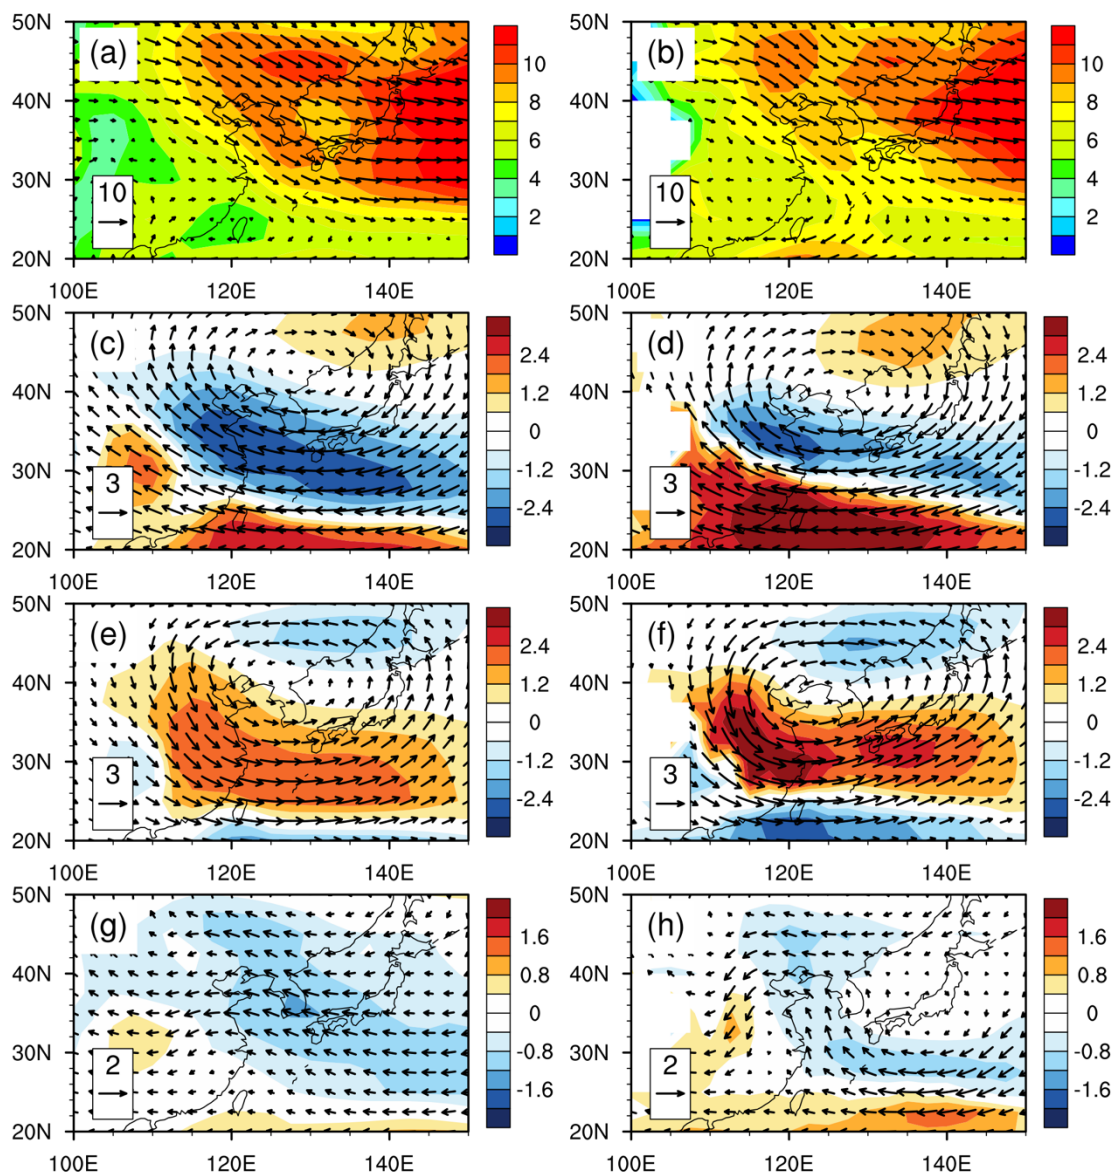 50N (a) 10
40N 8
6
30N 10 4
2
20N
100E 120E 140E
50N (b) 10
40N 8
6
30N 10 4
2
20N
100E 120E 140E
50N (c) 2.4
40N 1.2
0
30N 3 -1.2
-2.4
20N
100E 120E 140E
50N (d) 2.4
40N 1.2
0
30N 3 -1.2
-2.4
20N
100E 120E 140E
50N (e) 2.4
40N 1.2
0
30N 3 -1.2
-2.4
20N
100E 120E 140E
50N (f) 2.4
40N 1.2
0
30N 3 -1.2
-2.4
20N
100E 120E 140E
50N (g) 1.6
40N 0.8
0
30N 2 -0.8
-1.6
20N
100E 120E 140E
50N (h) 1.6
40N 0.8
0
30N 2 -0.8
-1.6
20N
100E 120E 140E